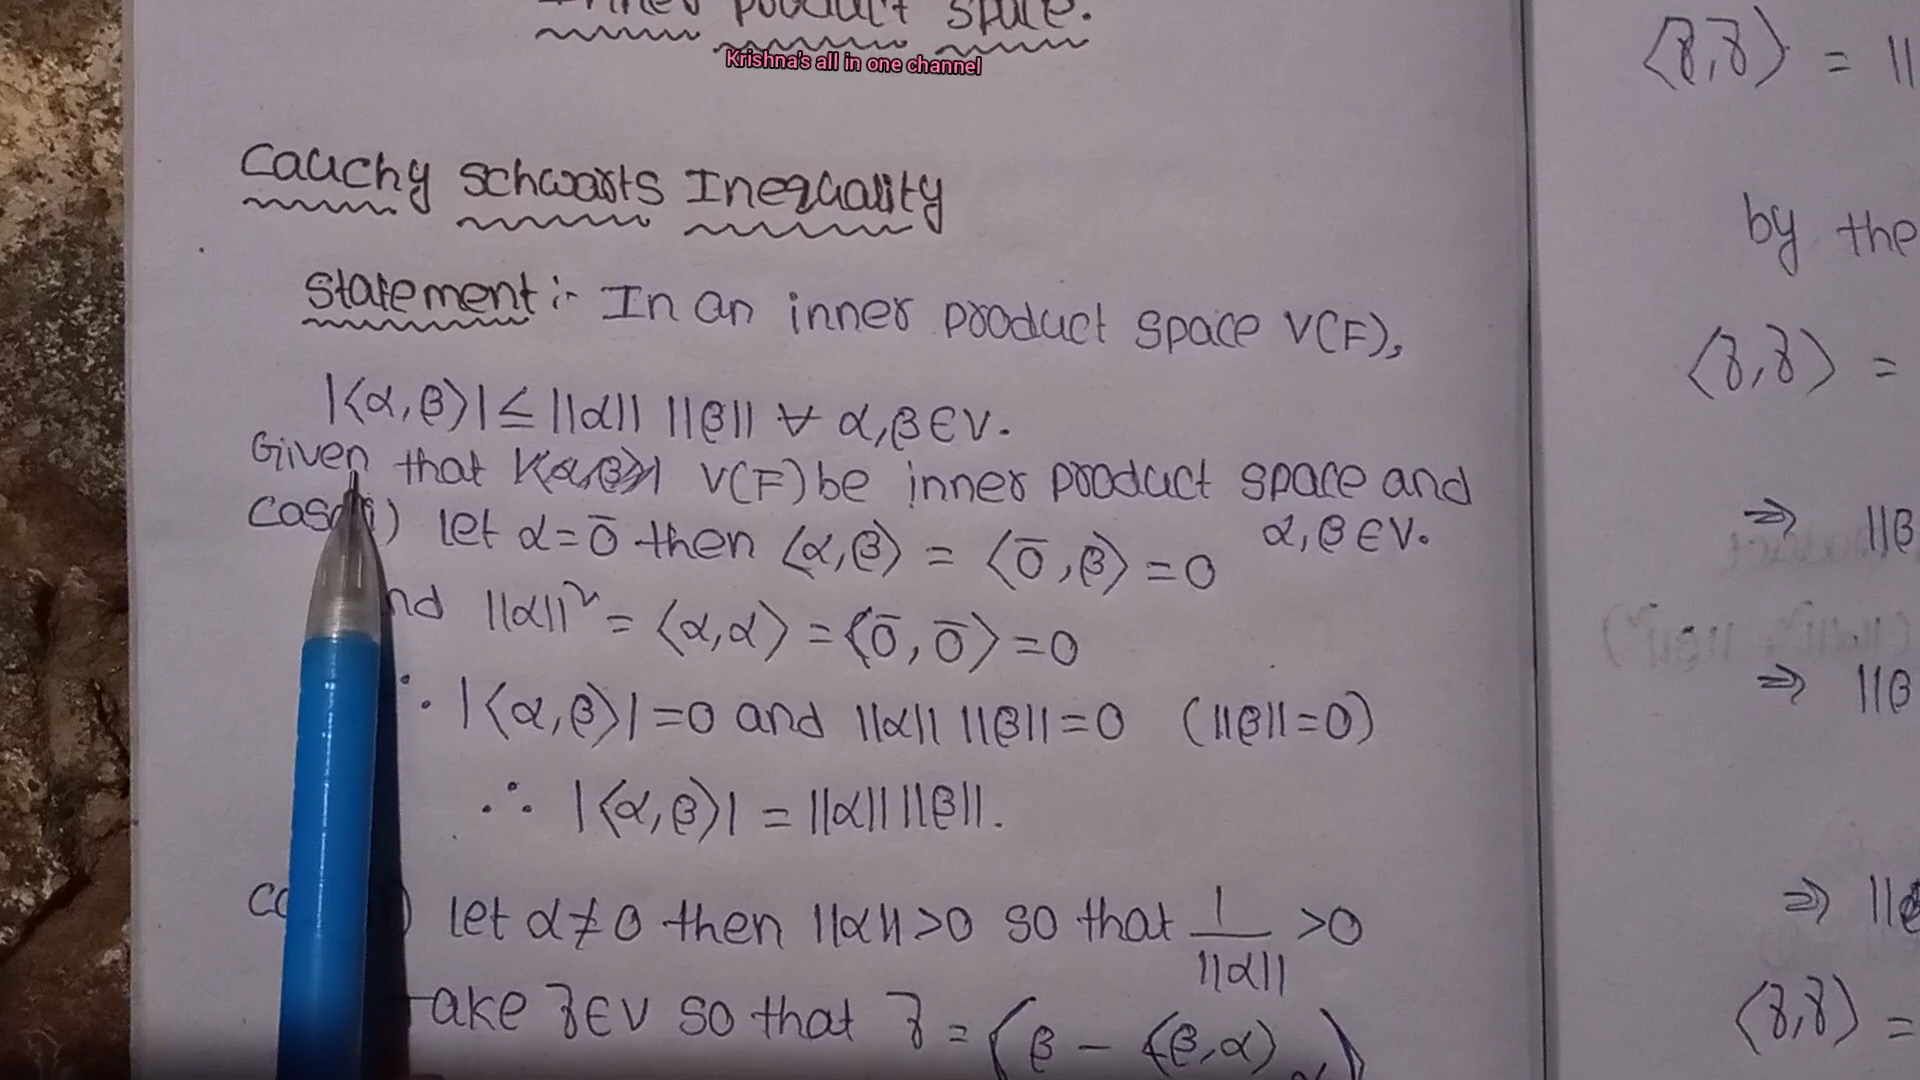 product space.
Krishna's all in one channel
Cauchy Schwarts Inequality
Statement :- In an inner product space V(F),
|⟨α,β⟩| ≤ ||α|| ||β|| ∀ α,β∈V.
Given that V(F) be inner product space and
α,β∈V.
let α=0̄ then ⟨α,β⟩ = ⟨0̄,β⟩ = 0
||α||² = ⟨α,α⟩ = ⟨0̄,0̄⟩ = 0
|⟨α,β⟩| = 0 and ||α|| ||β|| = 0 (||β|| = 0)
∴ |⟨α,β⟩| = ||α|| ||β||.
let α≠0 then ||α|| >0 so that 1/||α|| >0
ake γ∈V so that γ = (β - ⟨β,α⟩ α)
⟨γ,γ⟩ = ||
by the
⟨γ,γ⟩ =
⇒ ||β
⇒ ||β
⇒ ||
⟨γ,γ⟩ =